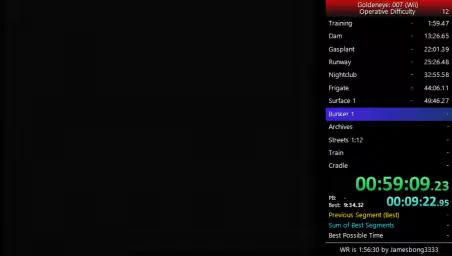 Goldeneye: 007 (Wii)
Operative Difficulty 12
Training - 1:59.47
Dam - 13:26.65
Gasplant - 22:01.39
Runway - 25:26.48
Nightclub - 32:55.58
Frigate - 44:06.11
Surface 1 - 49:46.27
Bunker 1 -
Archives -
Streets 1:12 -
Train -
Cradle -
00:59:09.23
PB: -
Best: 9:34.32 00:09:22.95
Previous Segment (Best) -
Sum of Best Segments -
Best Possible Time -
WR is 1:56:30 by Jamesbong3333